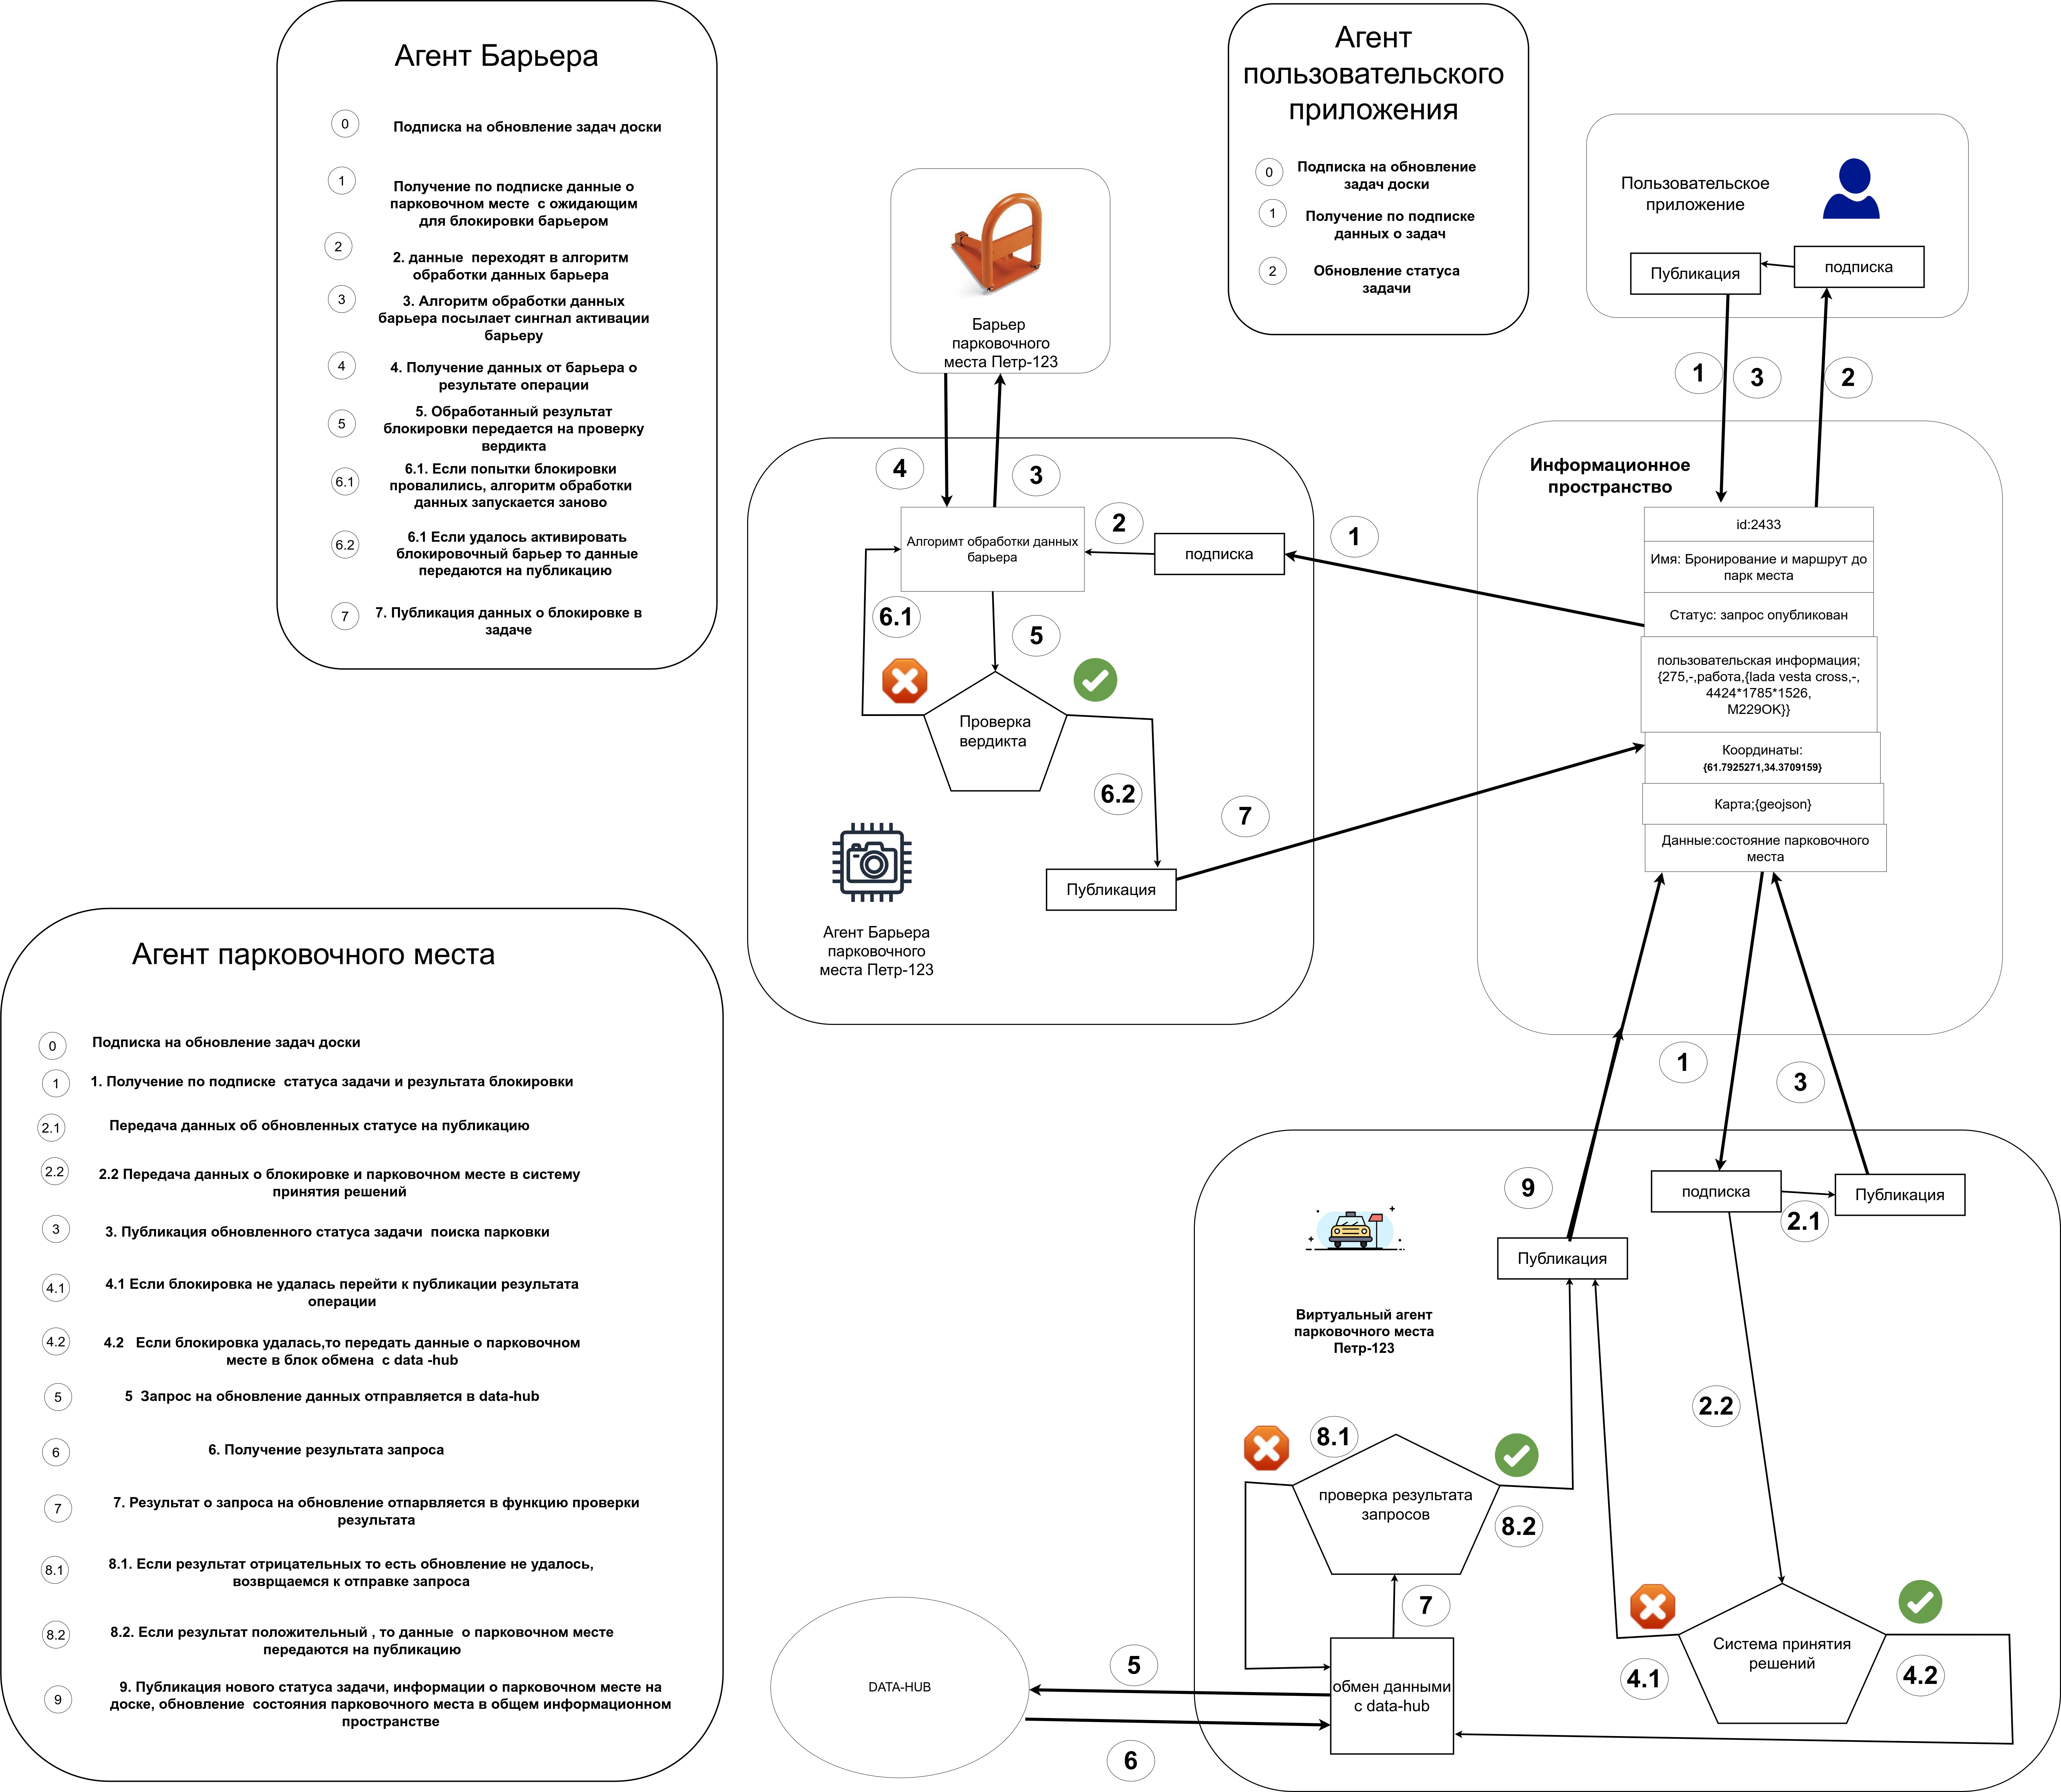 Агент Барьера
0
Подписка на обновление задач доски
1
Получение по подписке данные о
парковочном месте с ожидающим
для блокировки барьером
2
2. данные переходят в алгоритм
обработки данных барьера
3
3. Алгоритм обработки данных
барьера посылает сингнал активации
барьеру
4
4. Получение данных от барьера о
результате операции
5
5. Обработанный результат
блокировки передается на проверку
вердикта
6.1
6.1. Если попытки блокировки
провалились, алгоритм обработки
данных запускается заново
6.2
6.1 Если удалось активировать
блокировочный барьер то данные
передаются на публикацию
7
7. Публикация данных о блокировке в
задаче
Агент
пользовательского
приложения
0
Подписка на обновление
задач доски
1
Получение по подписке
данных о задач
2
Обновление статуса
задачи
Пользовательское
приложение
Публикация
подписка
1
3
2
Барьер
парковочного
места Петр-123
4
3
Алгоримт обработки данных
барьера
2
подписка
1
6.1
5
Проверка
вердикта
6.2
7
Публикация
Агент Барьера
парковочного
места Петр-123
Информационное
пространство
id:2433
Имя: Бронирование и маршрут до
парк места
Статус: запрос опубликован
пользовательская информация;
{275,-,работа,{lada vesta cross,-,
4424*1785*1526,
M229OK}}
Координаты:
{61.7925271,34.3709159}
Карта;{geojson}
Данные:состояние парковочного
места
1
3
Агент парковочного места
0
Подписка на обновление задач доски
1
1. Получение по подписке статуса задачи и результата блокировки
2.1
Передача данных об обновленных статусе на публикацию
2.2
2.2 Передача данных о блокировке и парковочном месте в систему
принятия решений
3
3. Публикация обновленного статуса задачи поиска парковки
4.1
4.1 Если блокировка не удалась перейти к публикации результата
операции
4.2
4.2 Если блокировка удалась,то передать данные о парковочном
месте в блок обмена с data -hub
5
5 Запрос на обновление данных отправляется в data-hub
6
6. Получение результата запроса
7
7. Результат о запроса на обновление отпарвляется в функцию проверки
результата
8.1
8.1. Если результат отрицательных то есть обновление не удалось,
возврщаемся к отправке запроса
8.2
8.2. Если результат положительный , то данные о парковочном месте
передаются на публикацию
9
9. Публикация нового статуса задачи, информации о парковочном месте на
доске, обновление состояния парковочного места в общем информационном
пространстве
9
подписка
2.1
Публикация
Публикация
Виртуальный агент
парковочного места
Петр-123
2.2
8.1
проверка результата
запросов
8.2
7
Система принятия
решений
4.1
4.2
DATA-HUB
5
6
обмен данными
с data-hub